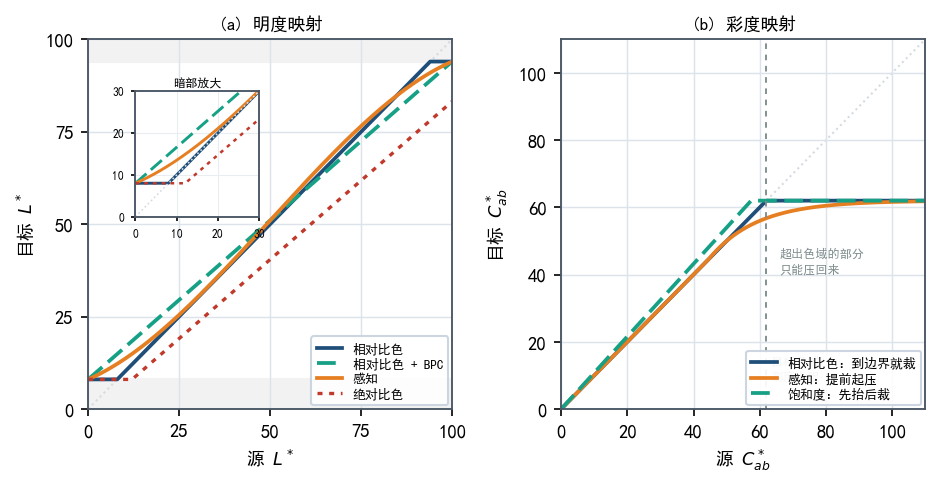 (a) 明度映射
100
75
50
25
0
0
25
50
75
100
目标 L*
源 L*
暗部放大
30
20
10
0
0
10
20
30
相对比色
相对比色 + BPC
感知
绝对比色
(b) 彩度映射
100
80
60
40
20
0
0
20
40
60
80
100
目标 C*ab
源 C*ab
超出色域的部分
只能压回来
相对比色: 到边界就裁
感知: 提前起压
饱和度: 先抬后裁